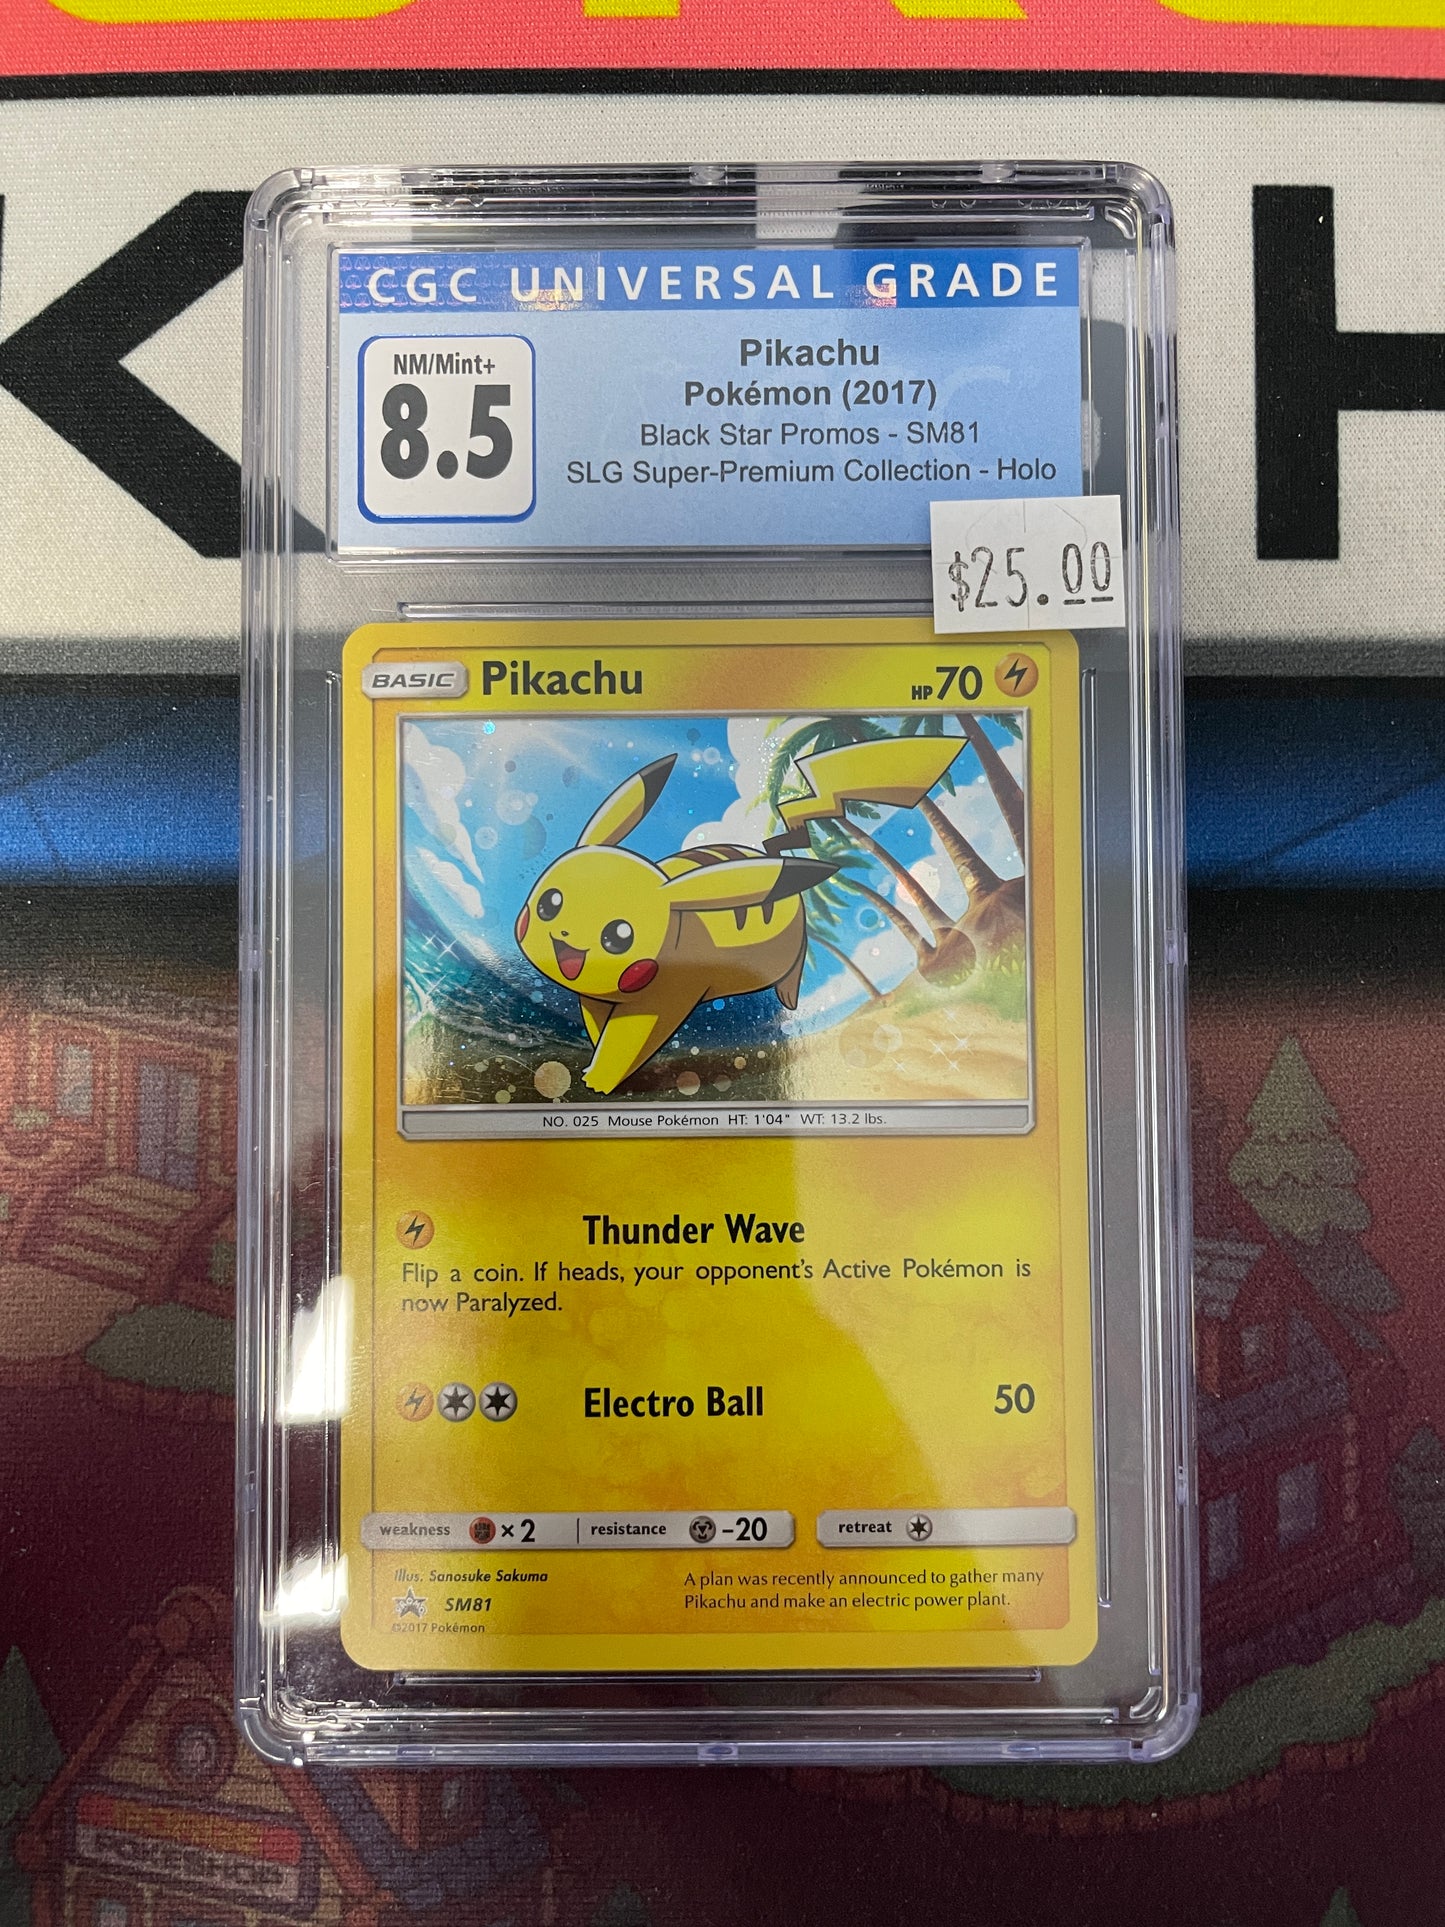 CGC UNIVERSAL GRADE
NM/Mint+
8.5
Pikachu
Pokémon (2017)
Black Star Promos - SM81
SLG Super-Premium Collection - Holo
$25.00
BASIC Pikachu HP 70
NO. 025 Mouse Pokémon HT: 1'04" WT: 13.2 lbs.
Thunder Wave
Flip a coin. If heads, your opponent's Active Pokémon is
now Paralyzed.
Electro Ball 50
weakness ×2 resistance -20 retreat
Illus. Sanosuke Sakuma
SM81
©2017 Pokémon
A plan was recently announced to gather many
Pikachu and make an electric power plant.